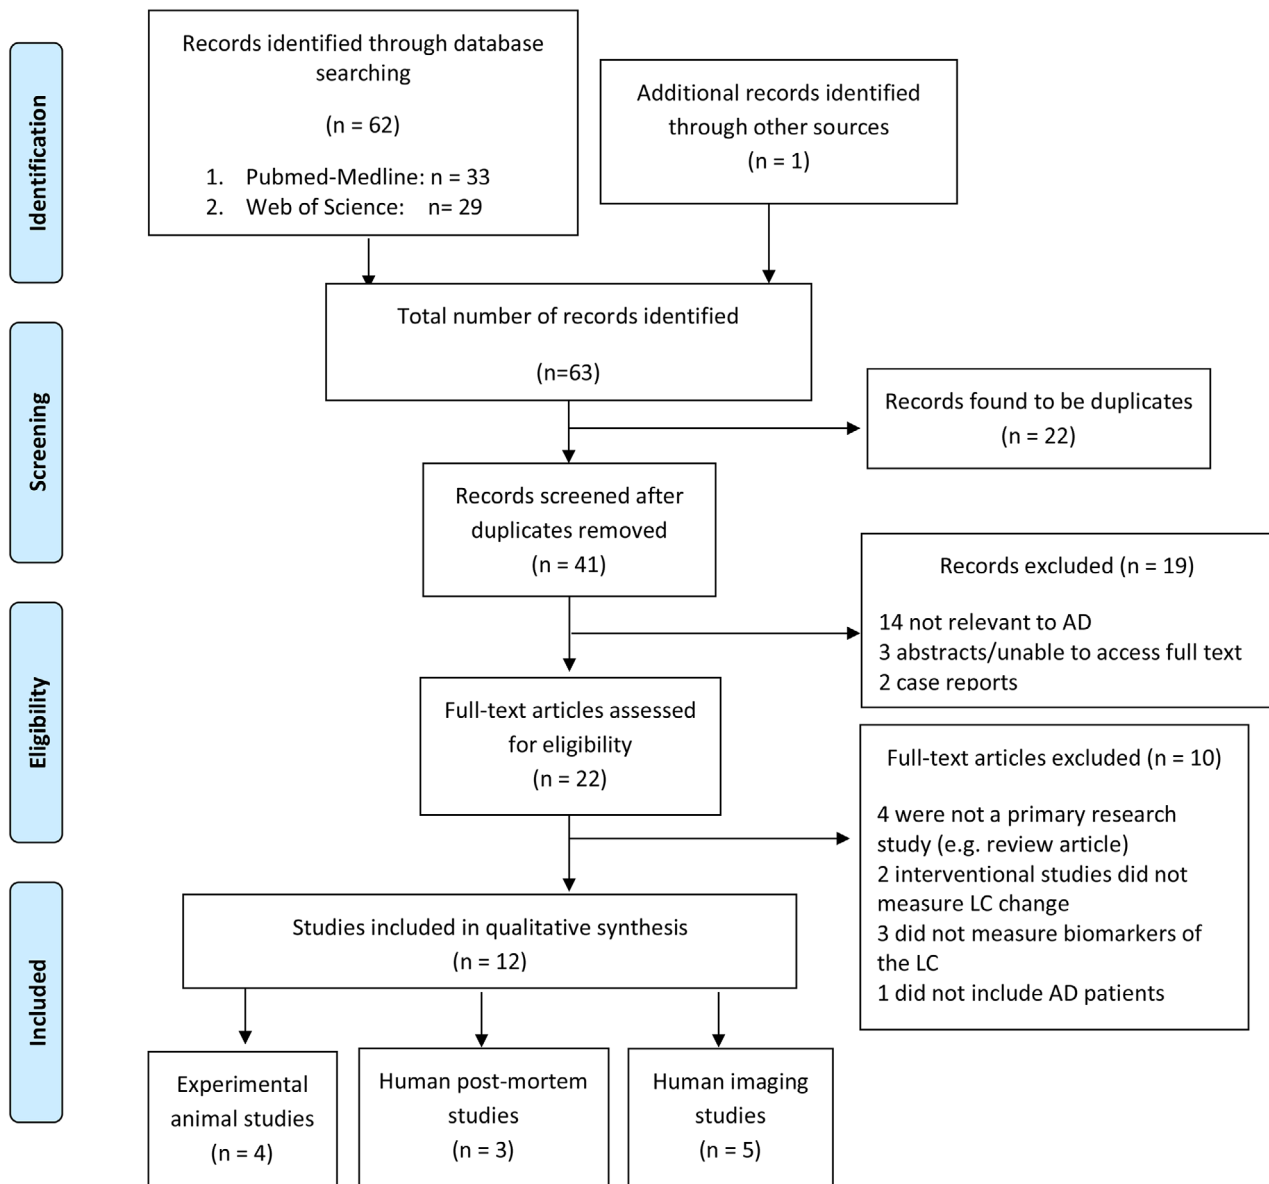 Identification
Records identified through database
searching
(n = 62)
1. Pubmed-Medline: n = 33
2. Web of Science: n= 29
Additional records identified
through other sources
(n = 1)
Total number of records identified
(n=63)
Screening
Records found to be duplicates
(n = 22)
Records screened after
duplicates removed
(n = 41)
Records excluded (n = 19)
14 not relevant to AD
3 abstracts/unable to access full text
2 case reports
Eligibility
Full-text articles assessed
for eligibility
(n = 22)
Full-text articles excluded (n = 10)
4 were not a primary research
study (e.g. review article)
2 interventional studies did not
measure LC change
3 did not measure biomarkers of
the LC
1 did not include AD patients
Included
Studies included in qualitative synthesis
(n = 12)
Experimental
animal studies
(n = 4)
Human post-mortem
studies
(n = 3)
Human imaging
studies
(n = 5)